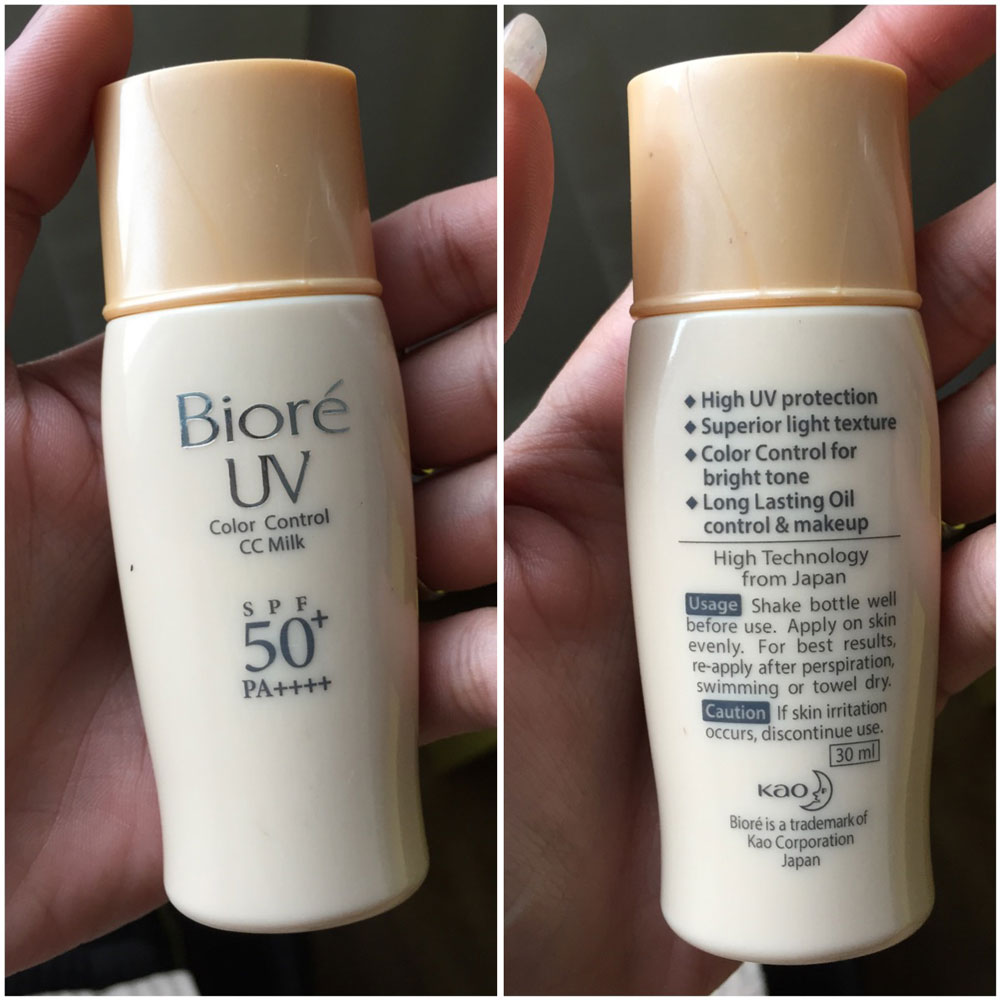 Bioré
UV
Color Control
CC Milk
SPF
50+
PA++++
◆ High UV protection
◆ Superior light texture
◆ Color Control for
bright tone
◆ Long Lasting Oil
control & makeup
High Technology
from Japan
Usage Shake bottle well
before use. Apply on skin
evenly. For best results,
re-apply after perspiration,
swimming or towel dry.
Caution If skin irritation
occurs, discontinue use.
30 ml
Kao
Bioré is a trademark of
Kao Corporation
Japan